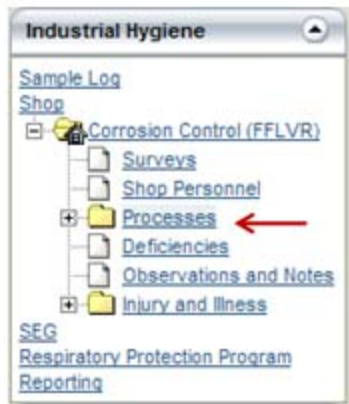 Industrial Hygiene
Sample Log
Shop
Corrosion Control (FFLVR)
Surveys
Shop Personnel
Processes
Deficiencies
Observations and Notes
Injury and Illness
SEG
Respiratory Protection Program
Reporting